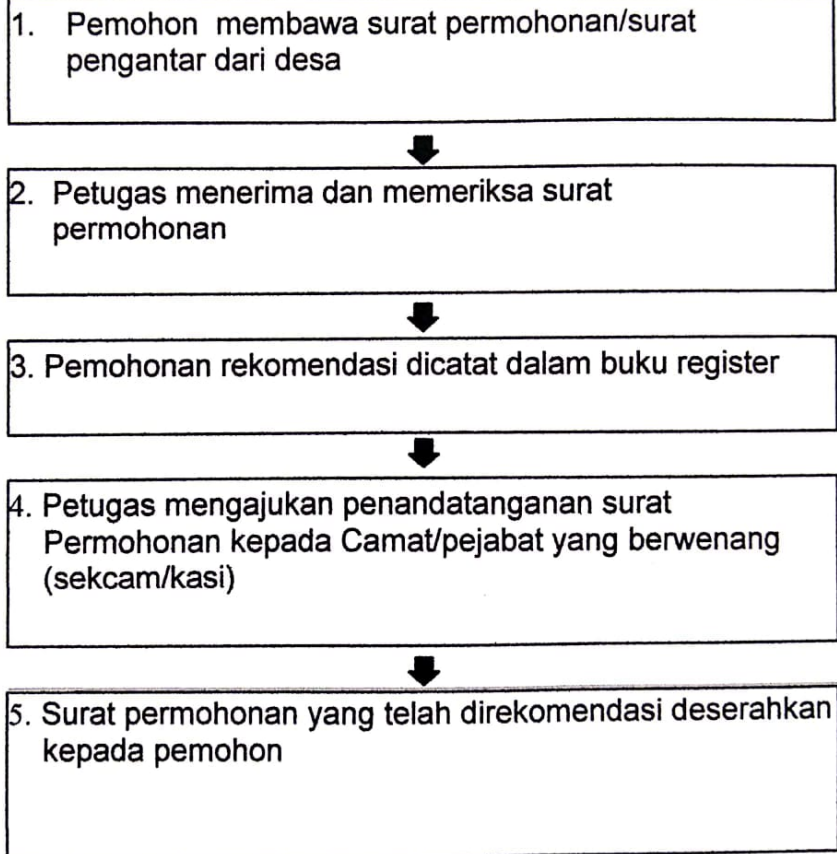 1. Pemohon membawa surat permohonan/surat
pengantar dari desa
2. Petugas menerima dan memeriksa surat
permohonan
3. Pemohonan rekomendasi dicatat dalam buku register
4. Petugas mengajukan penandatanganan surat
Permohonan kepada Camat/pejabat yang berwenang
(sekcam/kasi)
5. Surat permohonan yang telah direkomendasi deserahkan
kepada pemohon